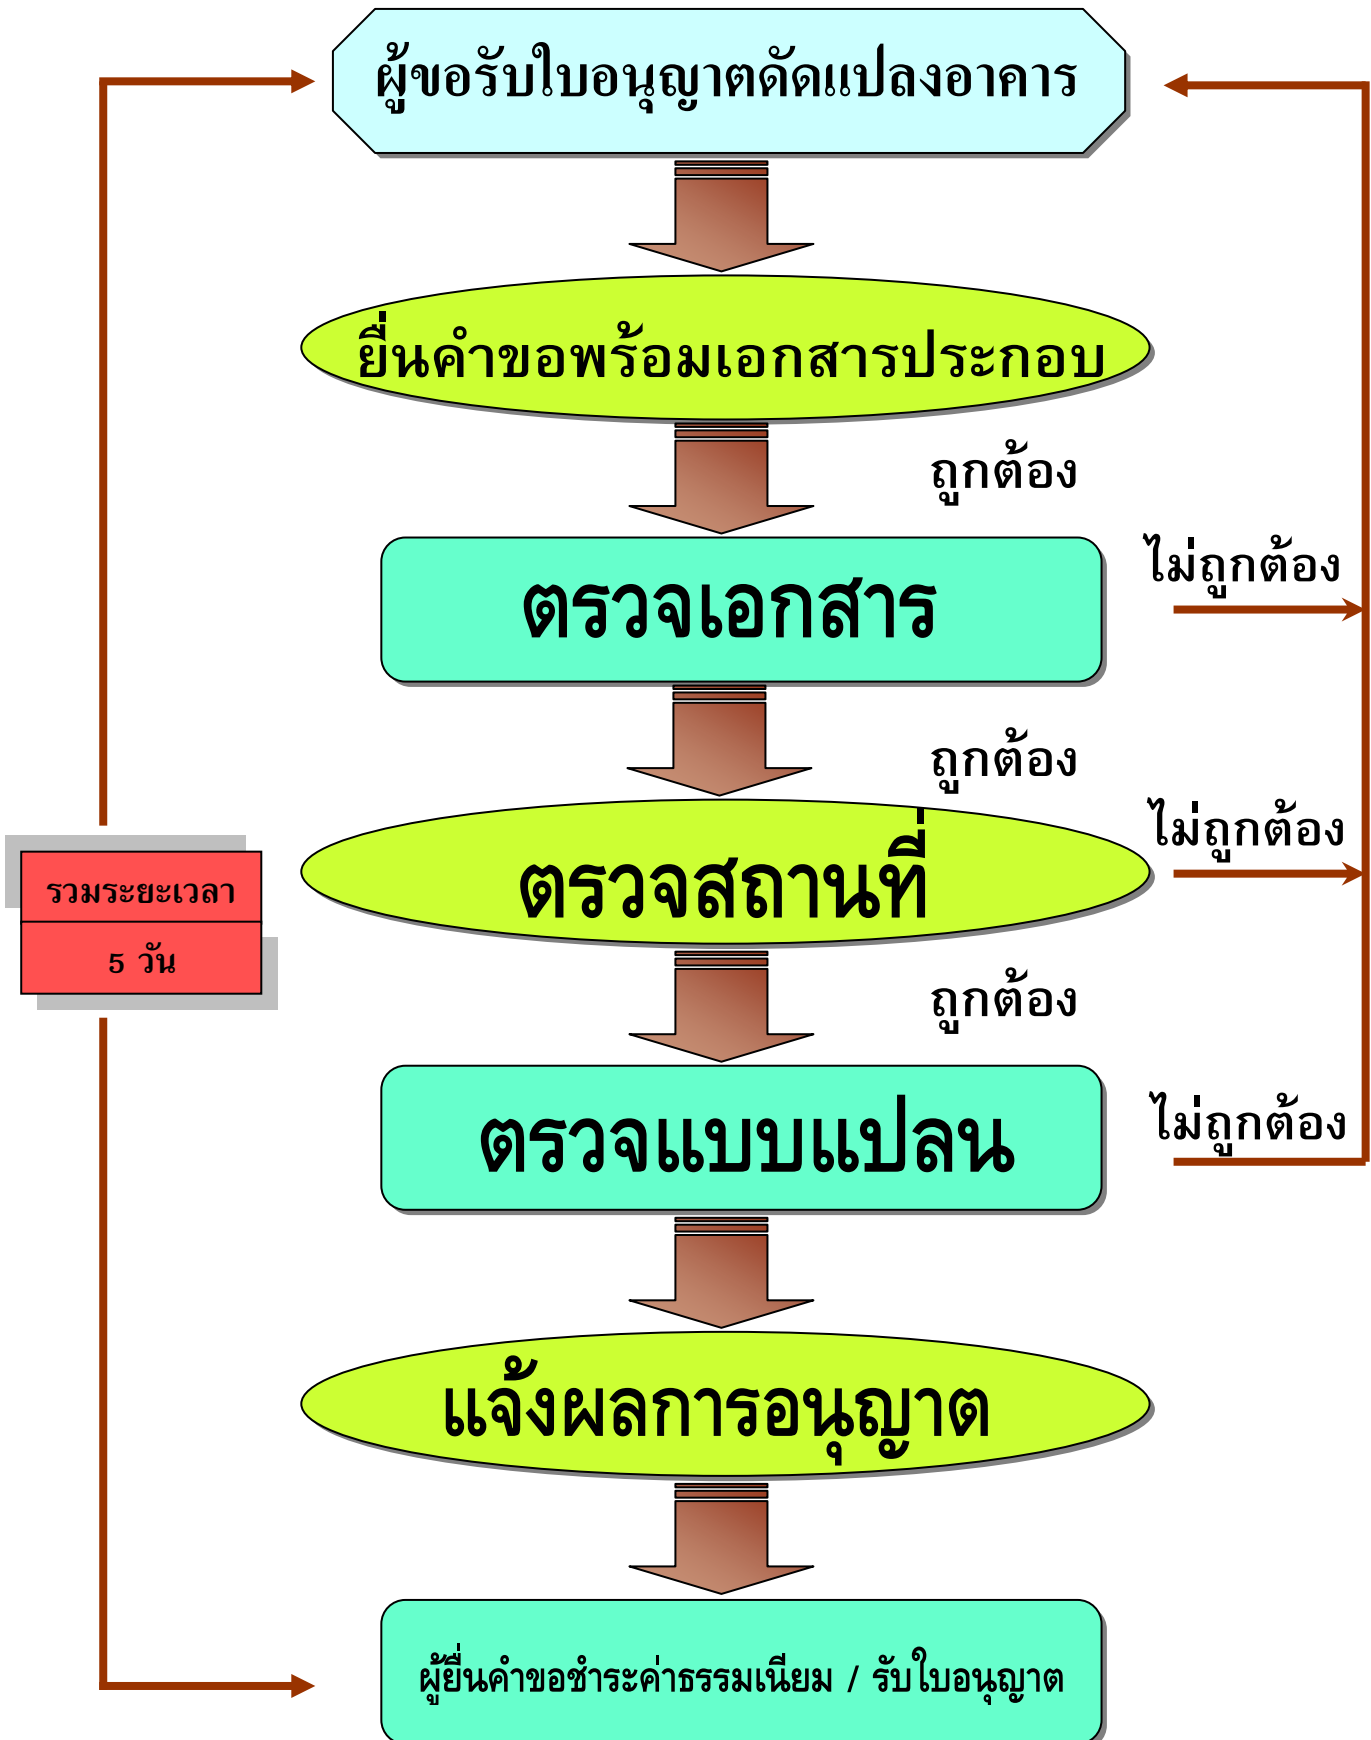 ผู้ขอรับใบอนุญาตดัดแปลงอาคาร
ยื่นคำขอพร้อมเอกสารประกอบ
ถูกต้อง
ไม่ถูกต้อง
ตรวจเอกสาร
ถูกต้อง
ไม่ถูกต้อง
ตรวจสถานที่
รวมระยะเวลา
5 วัน
ถูกต้อง
ไม่ถูกต้อง
ตรวจแบบแปลน
แจ้งผลการอนุญาต
ผู้ยื่นคำขอชำระค่าธรรมเนียม / รับใบอนุญาต